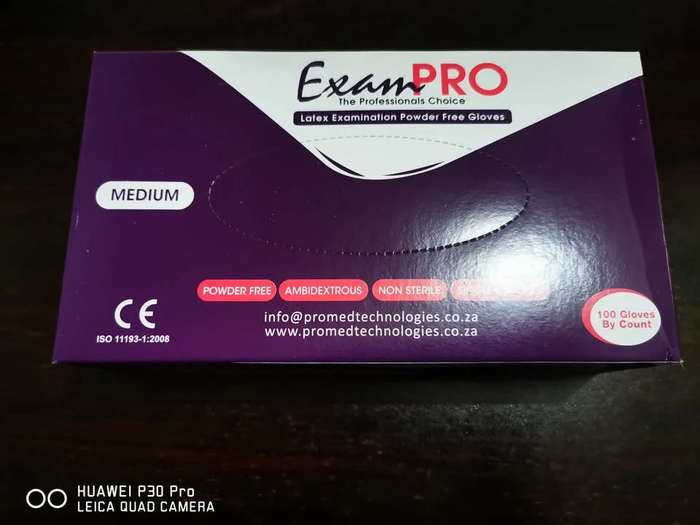 ExamPRO
The Professionals Choice
Latex Examination Powder Free Gloves
MEDIUM
POWDER FREE AMBIDEXTROUS NON STERILE
CE
ISO 11193-1:2008
info@promedtechnologies.co.za
www.promedtechnologies.co.za
100 Gloves
By Count
HUAWEI P30 Pro
LEICA QUAD CAMERA